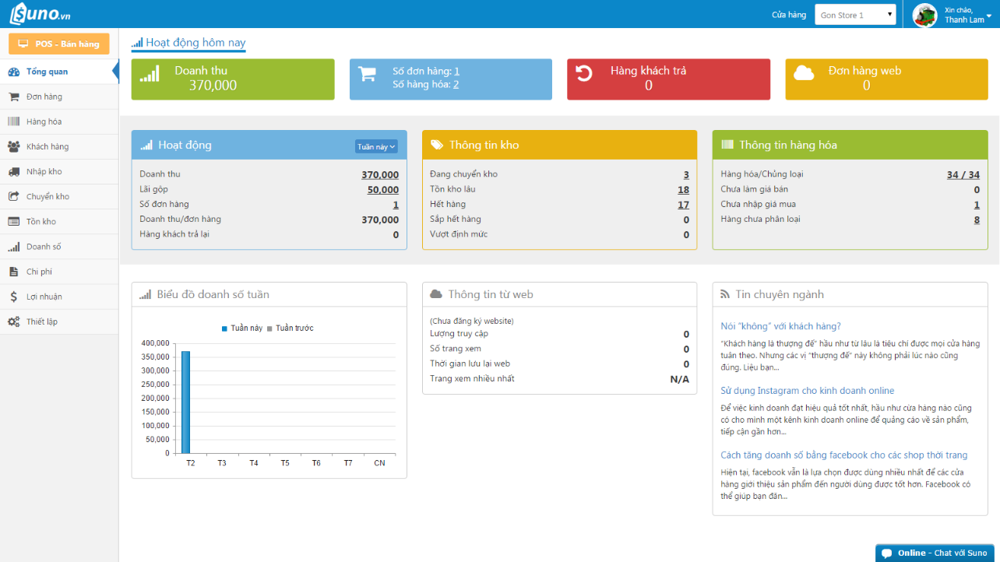 Suno.vn
Cửa hàng
Gon Store 1
Xin chào,
Thanh Lam
POS - Bán hàng
Tổng quan
Đơn hàng
Hàng hóa
Khách hàng
Nhập kho
Chuyển kho
Tồn kho
Doanh số
Chi phí
Lợi nhuận
Thiết lập
Hoạt động hôm nay
Doanh thu
370,000
Số đơn hàng: 1
Số hàng hóa: 2
Hàng khách trả
0
Đơn hàng web
0
Hoạt động
Tuần này
Doanh thu 370,000
Lãi gộp 50,000
Số đơn hàng 1
Doanh thu/đơn hàng 370,000
Hàng khách trả lại 0
Thông tin kho
Đang chuyển kho 3
Tồn kho lâu 18
Hết hàng 17
Sắp hết hàng 0
Vượt định mức 0
Thông tin hàng hóa
Hàng hóa/Chủng loại 34 / 34
Chưa làm giá bán 0
Chưa nhập giá mua 1
Hàng chưa phân loại 8
Biểu đồ doanh số tuần
Tuần này Tuần trước
400,000
350,000
300,000
250,000
200,000
150,000
100,000
50,000
0
T2 T3 T4 T5 T6 T7 CN
Thông tin từ web
(Chưa đăng ký website)
Lượng truy cập 0
Số trang xem 0
Thời gian lưu lại web 0
Trang xem nhiều nhất N/A
Tin chuyên ngành
Nói “không” với khách hàng?
“Khách hàng là thượng đế” hầu như từ lâu là tiêu chí được mọi cửa hàng
tuân theo. Nhưng các vị “thượng đế” này không phải lúc nào cũng
đúng. Liệu bạn...
Sử dụng Instagram cho kinh doanh online
Để việc kinh doanh đạt hiệu quả tốt nhất, hầu như cửa hàng nào cũng
có cho mình một kênh kinh doanh online để quảng cáo về sản phẩm,
tiếp cận gần hơn...
Cách tăng doanh số bằng facebook cho các shop thời trang
Hiện tại, facebook vẫn là lựa chọn được dùng nhiều nhất để các cửa
hàng giới thiệu sản phẩm đến người dùng được tốt hơn. Facebook có
thể giúp bạn đăn...
Online - Chat với Suno